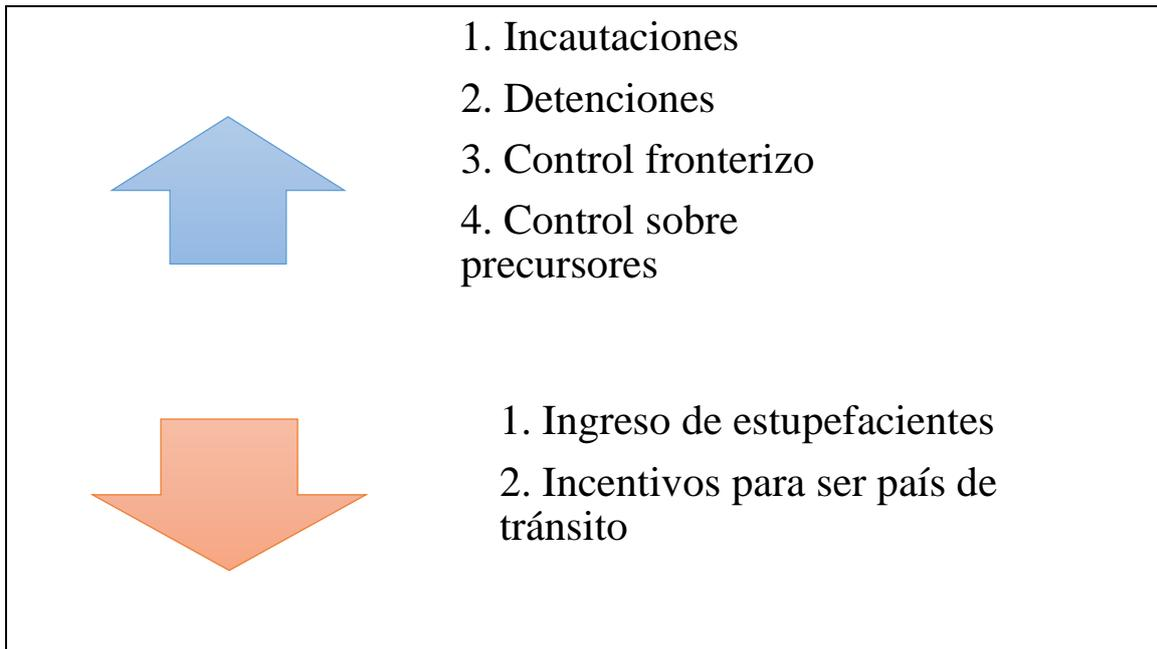 1. Incautaciones
2. Detenciones
3. Control fronterizo
4. Control sobre
precursores
1. Ingreso de estupefacientes
2. Incentivos para ser país de
tránsito